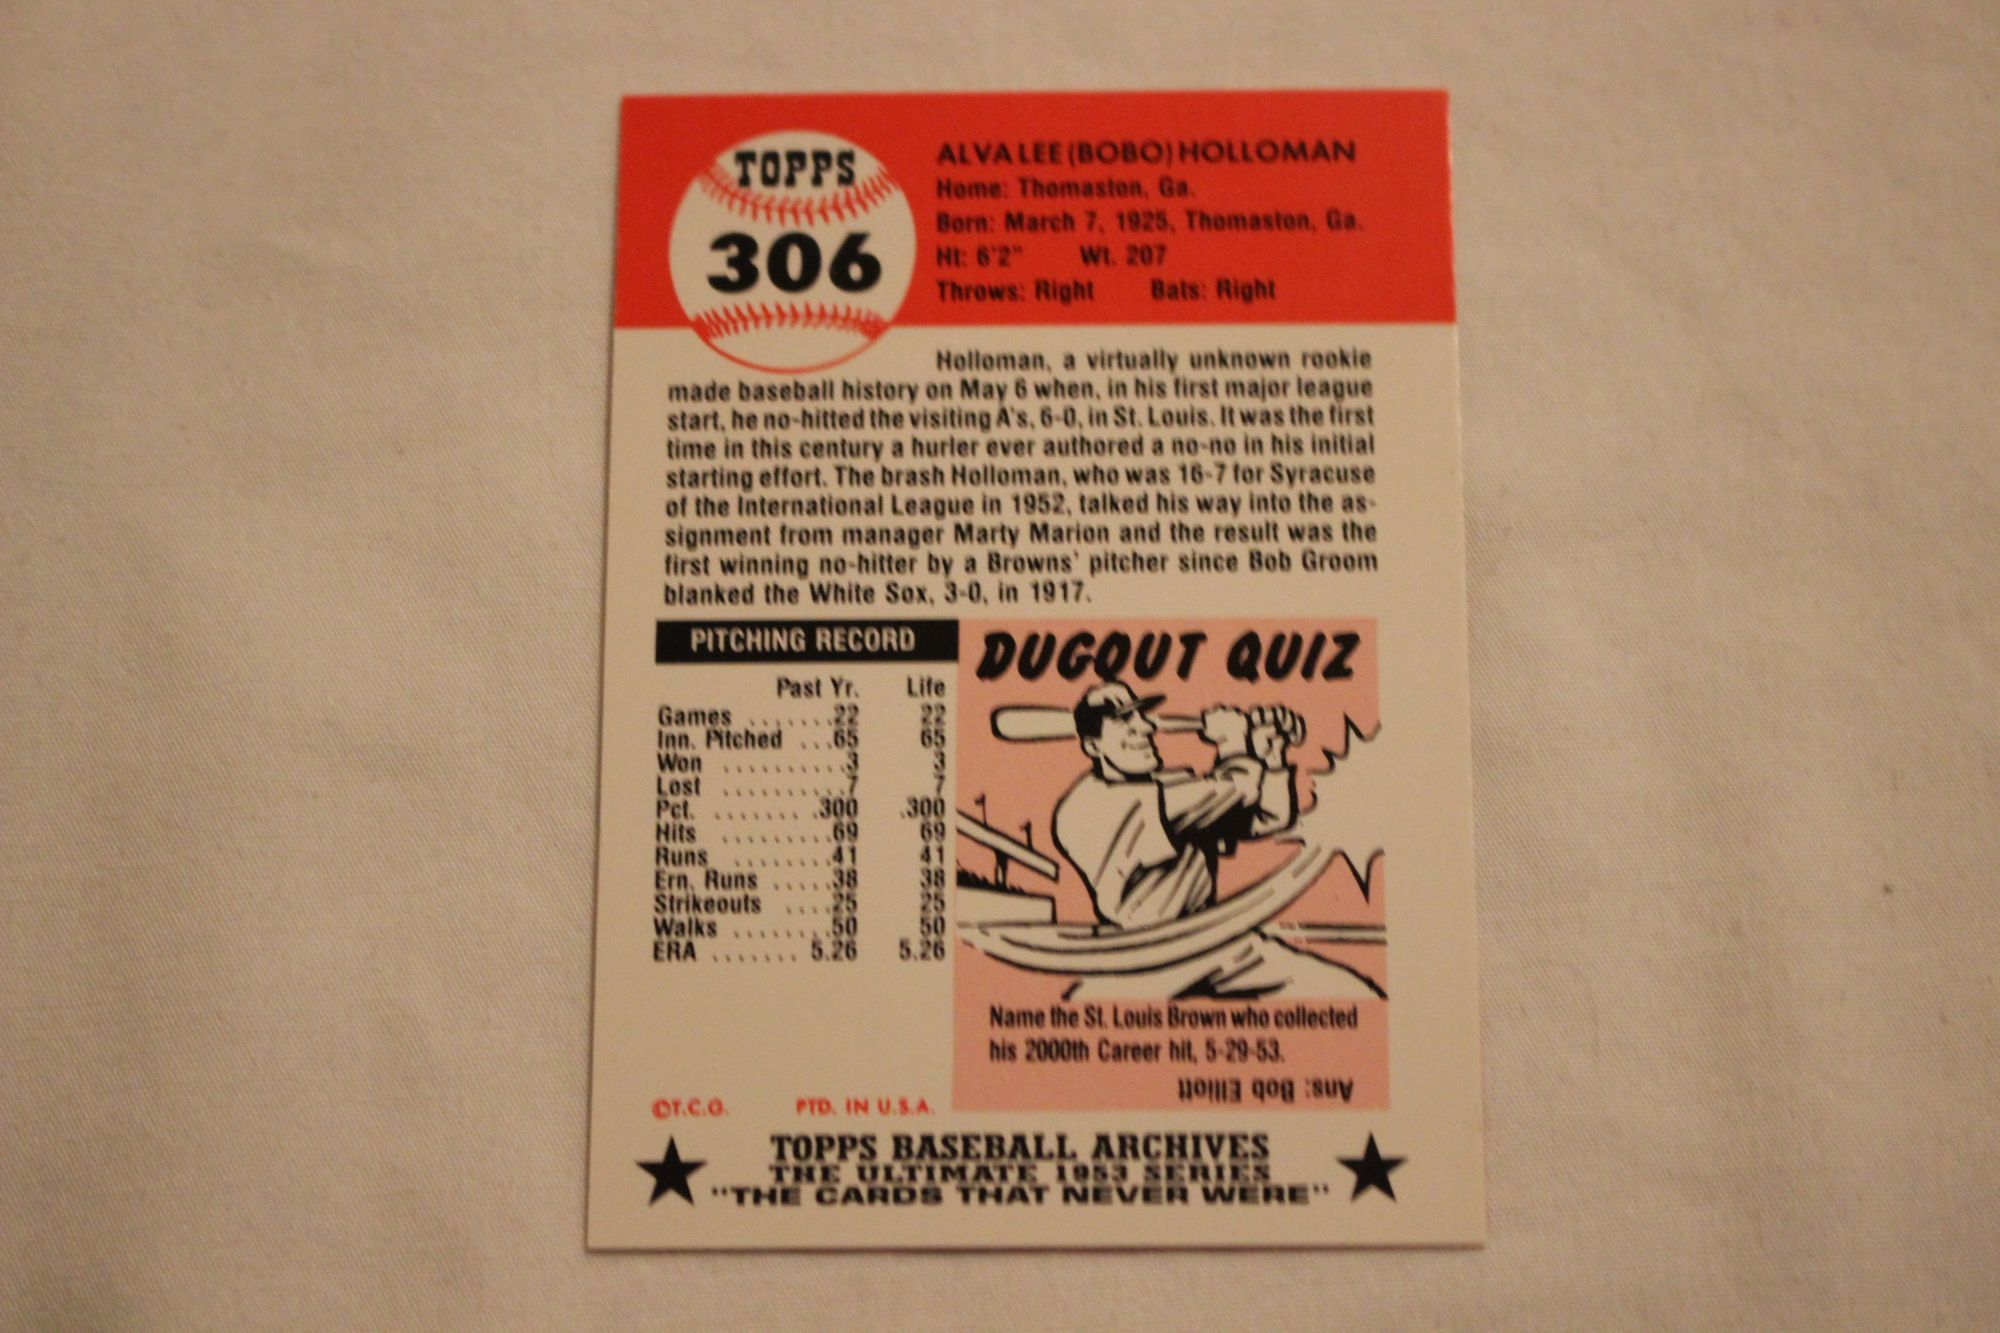 TOPPS
306
ALVA LEE (BOBO) HOLLOMAN
Home: Thomaston, Ga.
Born: March 7, 1925, Thomaston, Ga.
Ht: 6'2" Wt. 207
Throws: Right Bats: Right
Holloman, a virtually unknown rookie
made baseball history on May 6 when, in his first major league
start, he no-hitted the visiting A's, 6-0, in St. Louis. It was the first
time in this century a hurler ever authored a no-no in his initial
starting effort. The brash Holloman, who was 16-7 for Syracuse
of the International League in 1952, talked his way into the as-
signment from manager Marty Marion and the result was the
first winning no-hitter by a Browns' pitcher since Bob Groom
blanked the White Sox, 3-0, in 1917.
PITCHING RECORD
Past Yr. Life
Games .......22 22
Inn. Pitched ...65 65
Won ..........3 3
Lost ..........7 7
Pct. ....... .300 .300
Hits .........69 69
Runs ........41 41
Ern. Runs .....38 38
Strikeouts ....25 25
Walks ........50 50
ERA ....... 5.26 5.26
DUGOUT QUIZ
Name the St. Louis Brown who collected
his 2000th Career hit, 5-29-53.
Ans: Bob Elliott
©T.C.G. PTD. IN U.S.A.
TOPPS BASEBALL ARCHIVES
THE ULTIMATE 1953 SERIES
"THE CARDS THAT NEVER WERE"